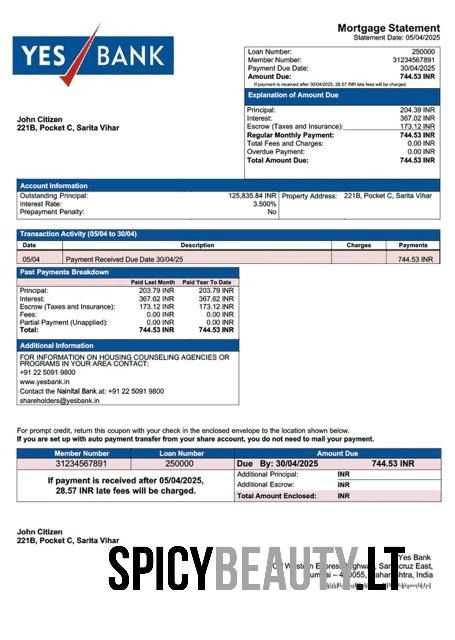 YES BANK
Mortgage Statement
Statement Date: 05/04/2025
Loan Number: 250000
Member Number: 31234567891
Payment Due Date: 30/04/2025
Amount Due: 744.53 INR
If payment is received after 30/04/2025, 28.57 INR late fees will be charged.
John Citizen
221B, Pocket C, Sarita Vihar
Explanation of Amount Due
Principal: 204.39 INR
Interest: 367.02 INR
Escrow (Taxes and Insurance): 173.12 INR
Regular Monthly Payment: 744.53 INR
Total Fees and Charges: 0.00 INR
Overdue Payment: 0.00 INR
Total Amount Due: 744.53 INR
Account Information
Outstanding Principal: 125,835.84 INR Property Address: 221B, Pocket C, Sarita Vihar
Interest Rate: 3.500%
Prepayment Penalty: No
Transaction Activity (05/04 to 30/04)
Date Description Charges Payments
05/04 Payment Received Due Date 30/04/25 744.53 INR
Past Payments Breakdown
Paid Last Month Paid Year To Date
Principal: 203.79 INR 203.79 INR
Interest: 367.62 INR 367.62 INR
Escrow (Taxes and Insurance): 173.12 INR 173.12 INR
Fees: 0.00 INR 0.00 INR
Partial Payment (Unapplied): 0.00 INR 0.00 INR
Total: 744.53 INR 744.53 INR
Additional Information
FOR INFORMATION ON HOUSING COUNSELING AGENCIES OR
PROGRAMS IN YOUR AREA CONTACT:
+91 22 5091 9800
www.yesbank.in
Contact the Nainital Bank at: +91 22 5091 9800
shareholders@yesbank.in
For prompt credit, return this coupon with your check in the enclosed envelope to the location shown below.
If you are set up with auto payment transfer from your share account, you do not need to mail your payment.
Member Number Loan Number Amount Due
31234567891 250000 Due By: 30/04/2025 744.53 INR
If payment is received after 05/04/2025,
28.57 INR late fees will be charged.
Additional Principal: INR
Additional Escrow: INR
Total Amount Enclosed: INR
John Citizen
221B, Pocket C, Sarita Vihar
Yes Bank
Western Express Highway, Santacruz East,
Mumbai – 400055, Maharashtra, India
SPICYBEAUTY.LT